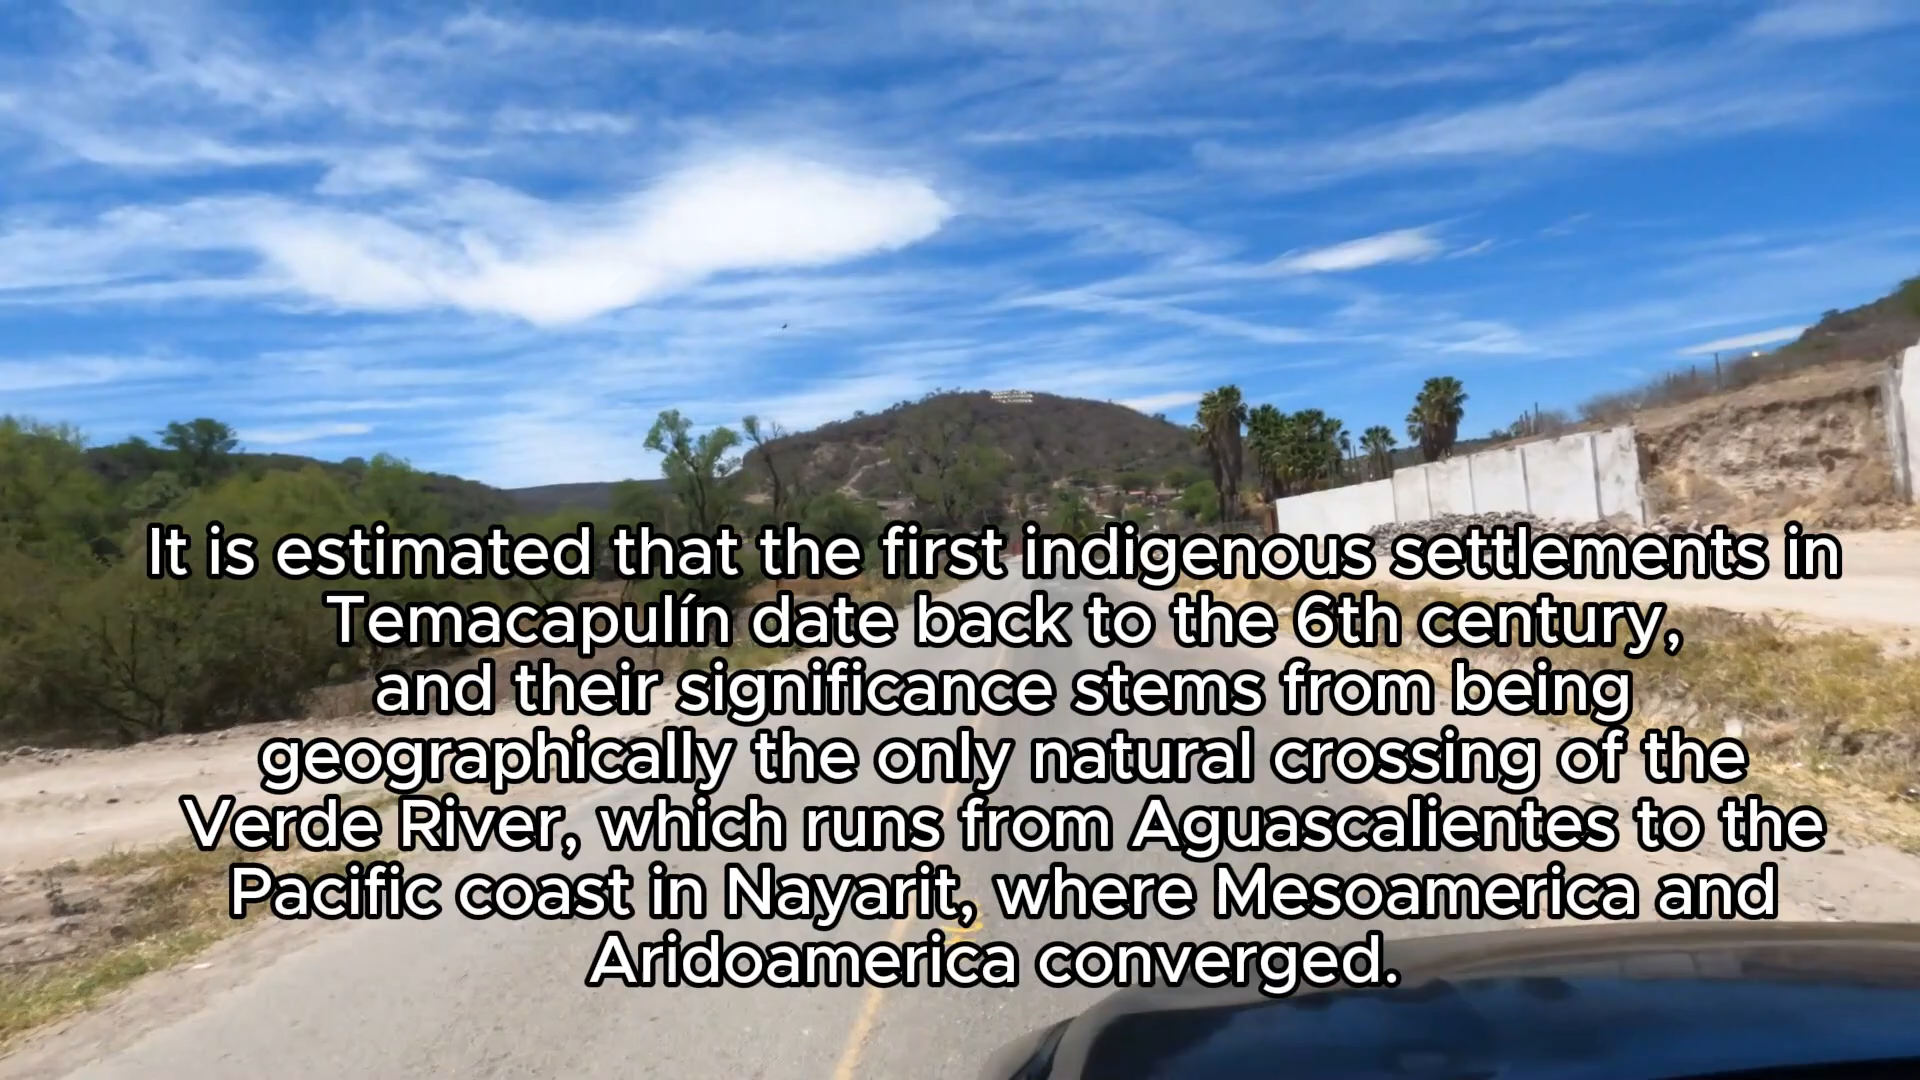 It is estimated that the first indigenous settlements in
Temacapulín date back to the 6th century,
and their significance stems from being
geographically the only natural crossing of the
Verde River, which runs from Aguascalientes to the
Pacific coast in Nayarit, where Mesoamerica and
Aridoamerica converged.